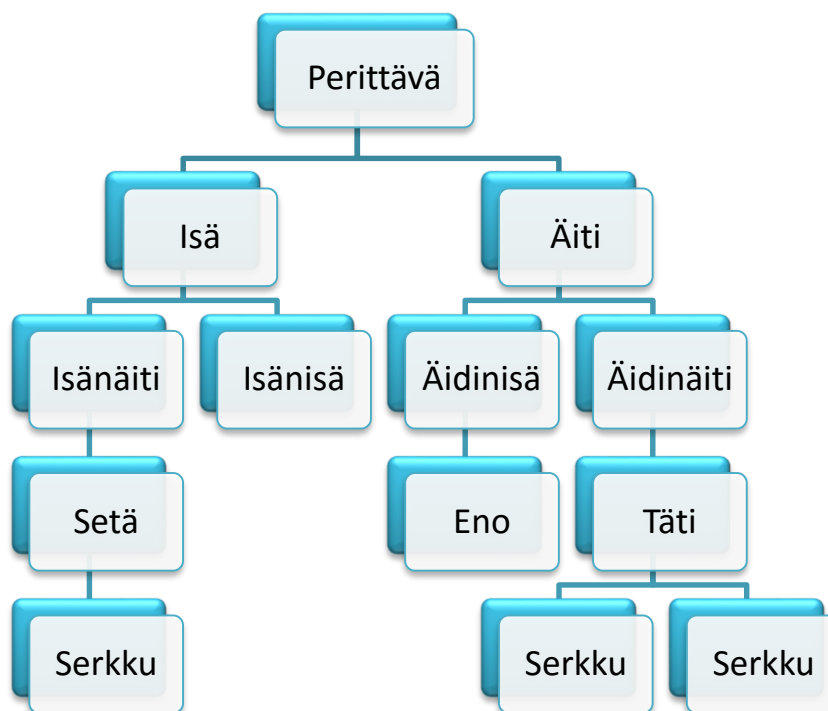 Perittävä
Isä
Äiti
Isänäiti
Isänisä
Äidinisä
Äidinäiti
Setä
Eno
Täti
Serkku
Serkku
Serkku